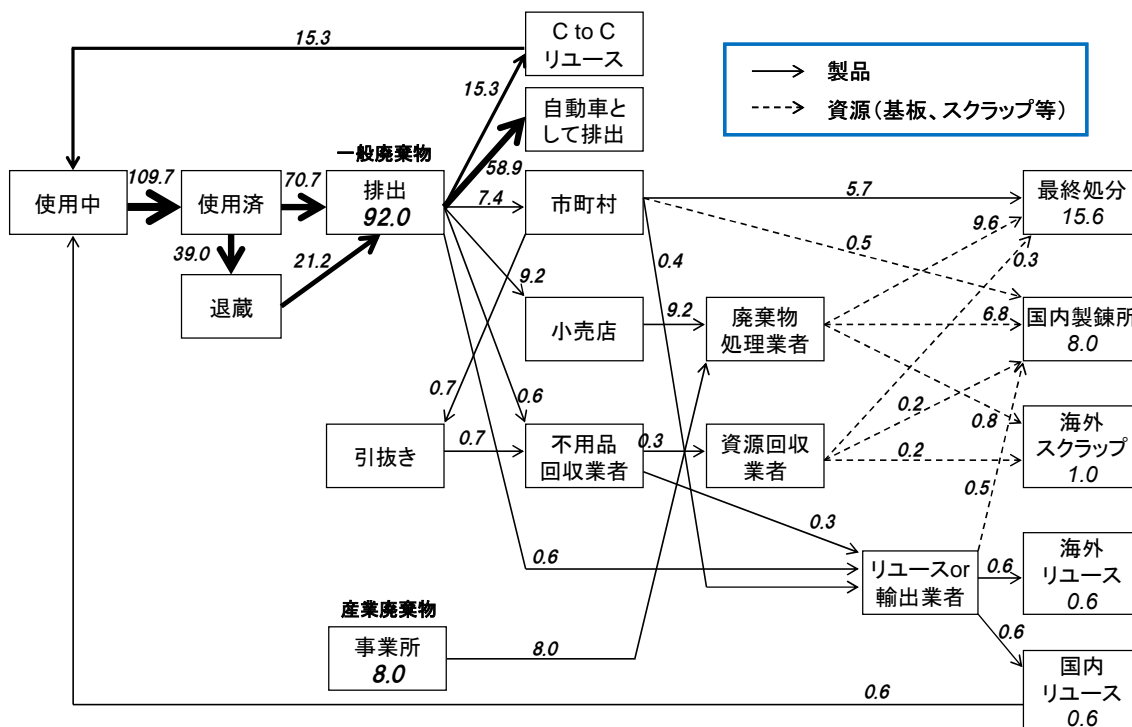 15.3
C to C
リユース
製品
資源（基板、スクラップ等）
15.3
自動車と
して排出
一般廃棄物
58.9
使用中
109.7
使用済
70.7
排出
92.0
7.4
市町村
5.7
最終処分
15.6
9.6
0.5
0.3
39.0
21.2
0.4
退蔵
9.2
小売店
9.2
廃棄物
処理業者
6.8
国内製錬所
8.0
0.7
0.6
0.2
0.8
引抜き
0.7
不用品
回収業者
0.3
資源回収
業者
0.2
海外
スクラップ
1.0
0.5
0.3
0.6
リユースor
輸出業者
0.6
海外
リユース
0.6
産業廃棄物
事業所
8.0
8.0
0.6
国内
リユース
0.6
0.6